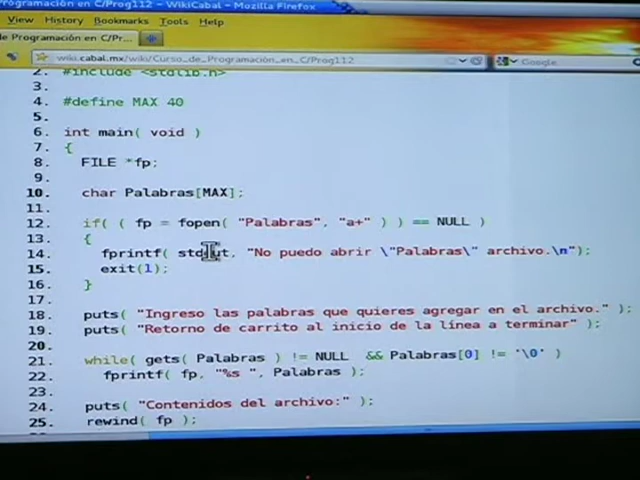 Programación en C/Prog112 - WikiCabal - Mozilla Firefox
View History Bookmarks Tools Help
de Programación en C/Pr...
wiki.cabal.mx/wiki/Curso_de_Programación_en_C/Prog112 Google
2. #include <stdlib.h>
3.
4. #define MAX 40
5.
6. int main( void )
7. {
8. FILE *fp;
9.
10. char Palabras[MAX];
11.
12. if( ( fp = fopen( "Palabras", "a+" ) ) == NULL )
13. {
14. fprintf( stdout, "No puedo abrir \"Palabras\" archivo.\n");
15. exit(1);
16. }
17.
18. puts( "Ingreso las palabras que quieres agregar en el archivo." );
19. puts( "Retorno de carrito al inicio de la línea a terminar" );
20.
21. while( gets( Palabras ) != NULL && Palabras[0] != '\0' )
22. fprintf( fp, "%s ", Palabras );
23.
24. puts( "Contenidos del archivo:" );
25. rewind( fp );